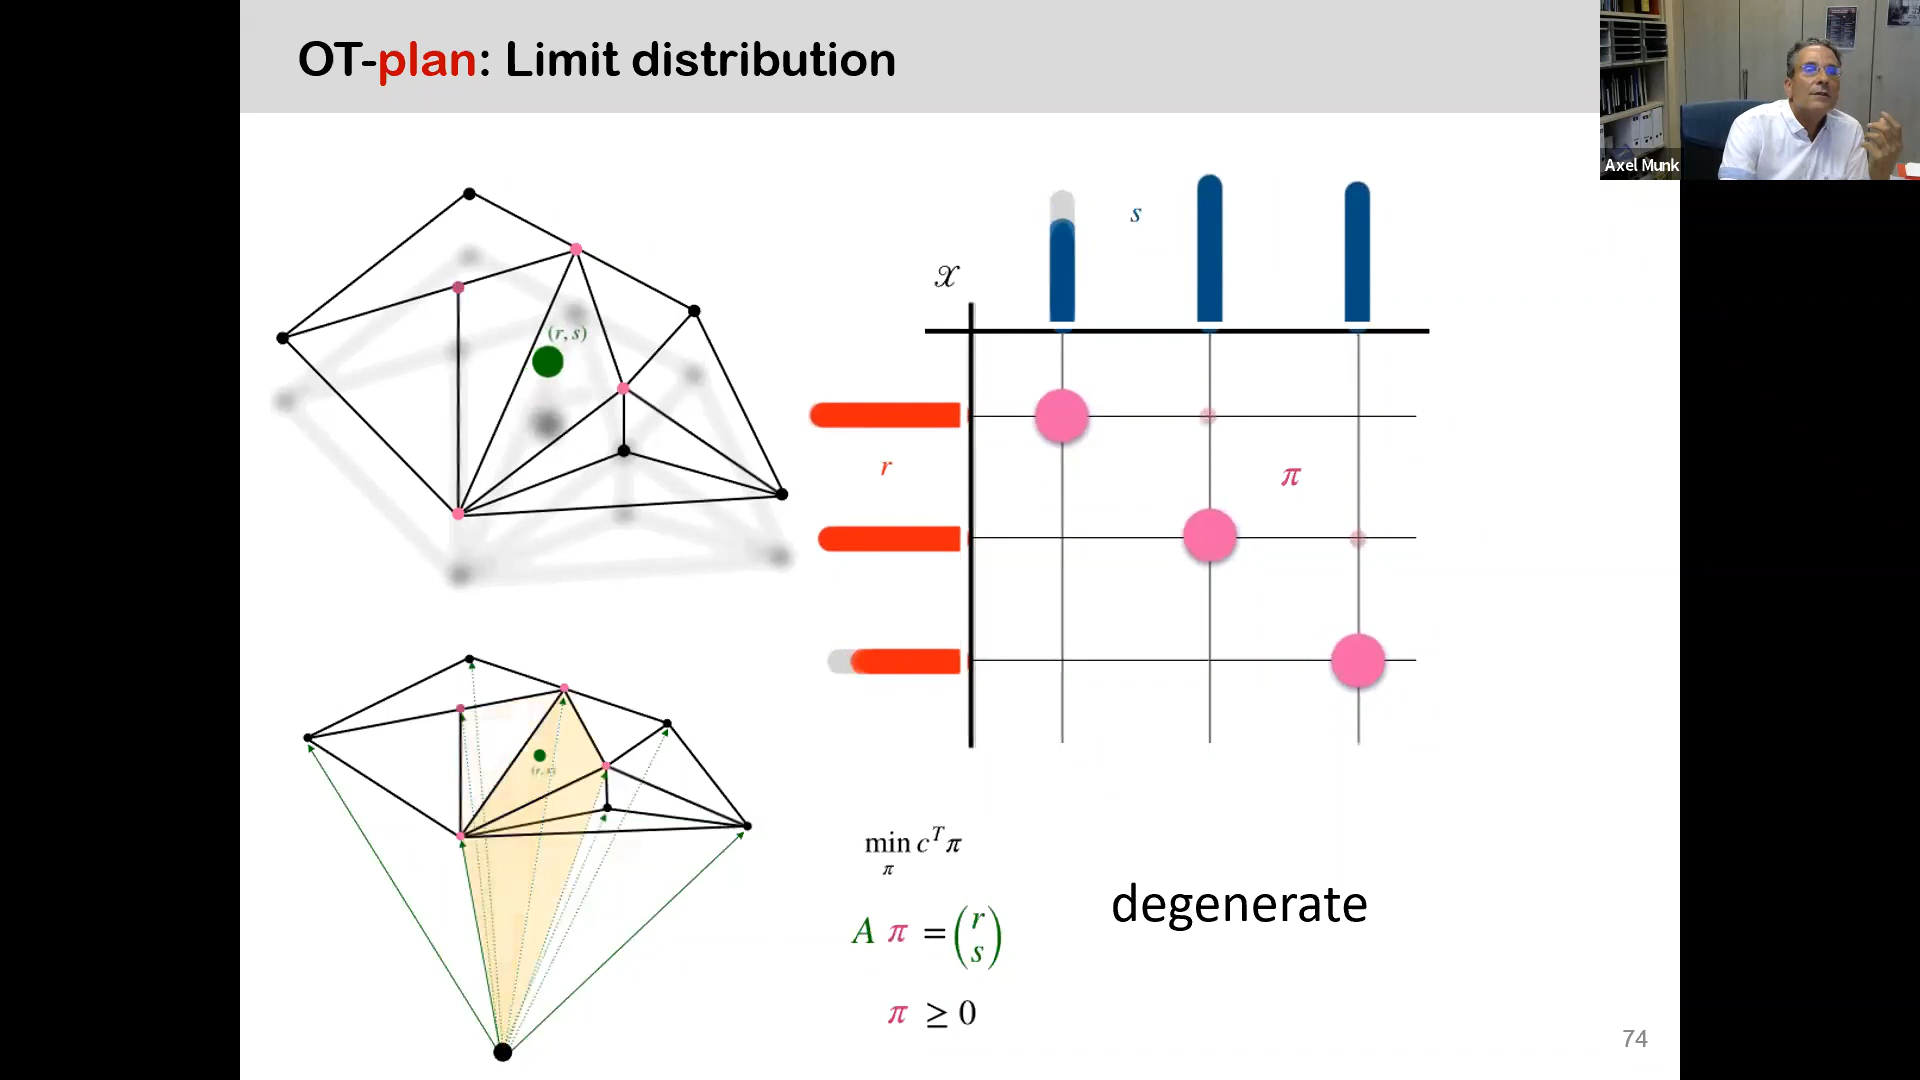 OT-plan: Limit distribution
Axel Munk
𝒳
s
(r, s)
r
π
(r, s)
min c^T π
π
A π = (r
s)
π ≥ 0
degenerate
74